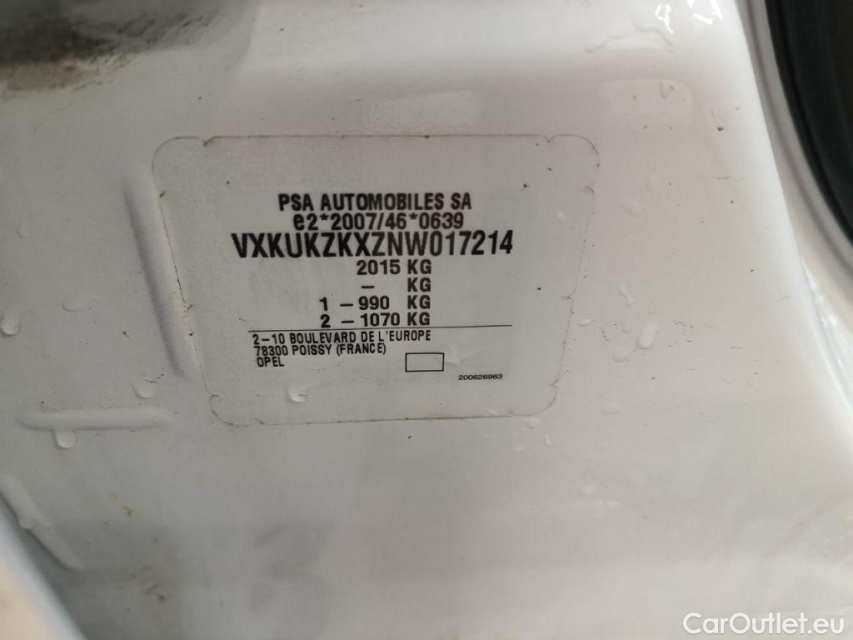 PSA AUTOMOBILES SA
e2*2007/46*0639
VXKUKZKXZNW017214
2015 KG
– KG
1 –990 KG
2 –1070 KG
2–10 BOULEVARD DE L'EUROPE
78300 POISSY (FRANCE)
OPEL
200626963
CarOutlet.eu